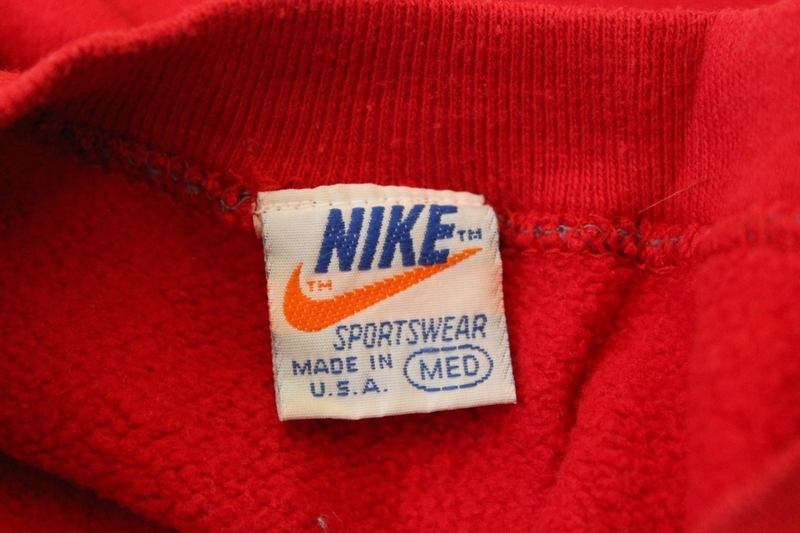 NIKE™
™
SPORTSWEAR
MADE IN
U.S.A.
MED